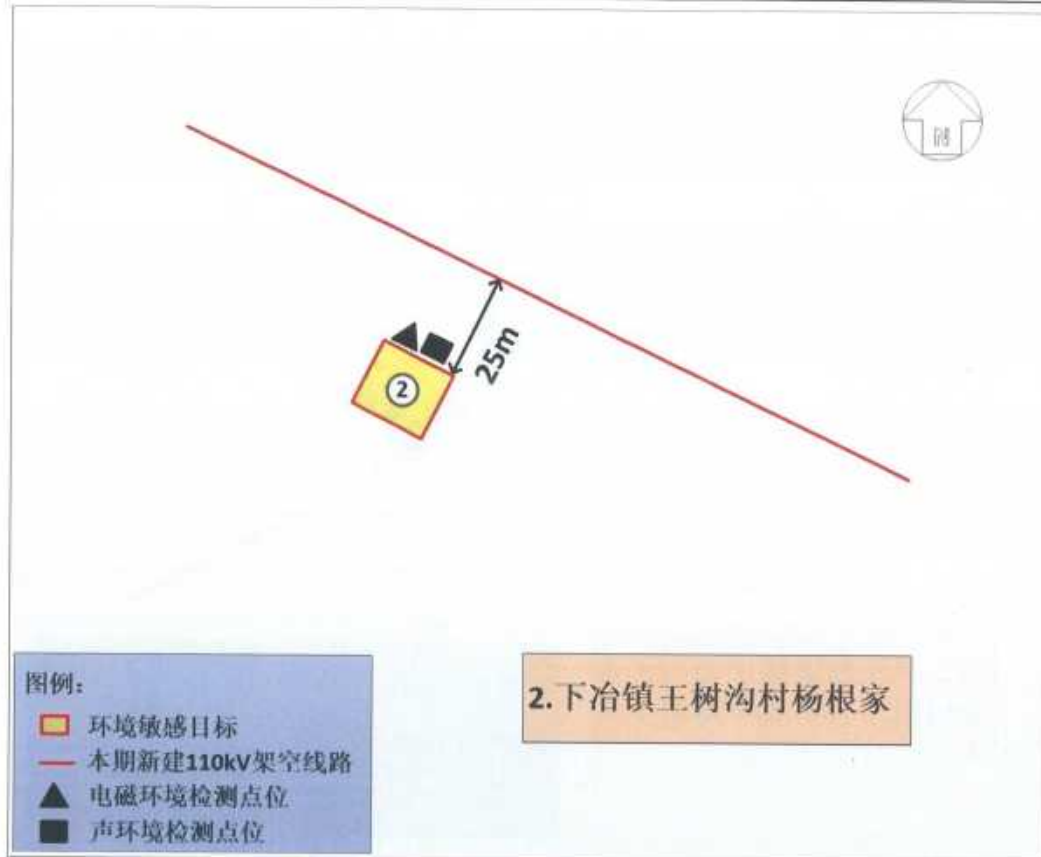 25m
②
图例：
环境敏感目标
本期新建110kV架空线路
电磁环境检测点位
声环境检测点位
2.下冶镇王树沟村杨根家